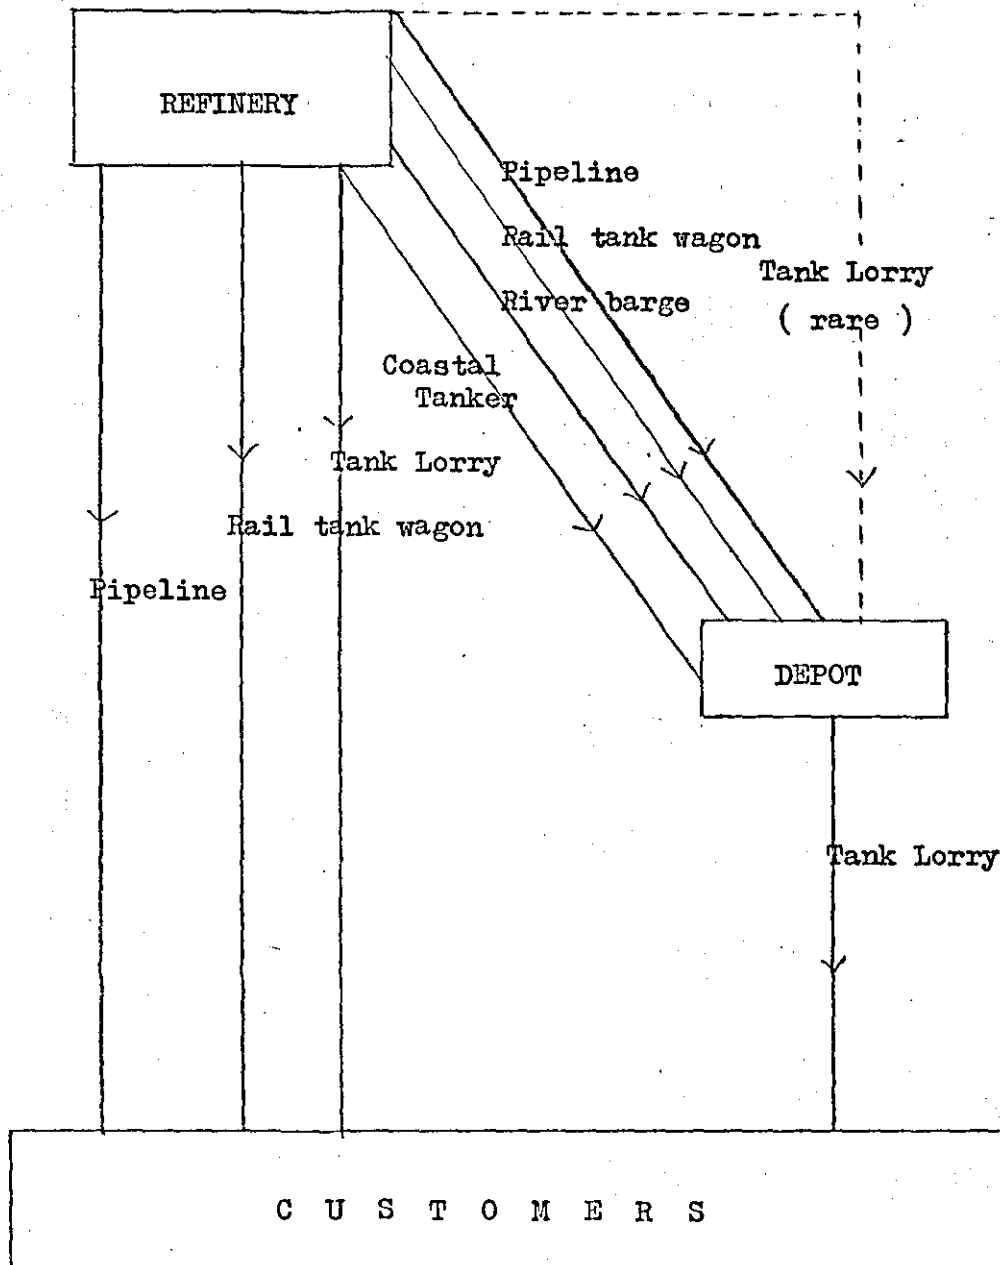 REFINERY
Pipeline
Rail tank wagon
Tank Lorry
( rare )
River barge
Coastal
Tanker
Tank Lorry
Rail tank wagon
Pipeline
DEPOT
Tank Lorry
C U S T O M E R S